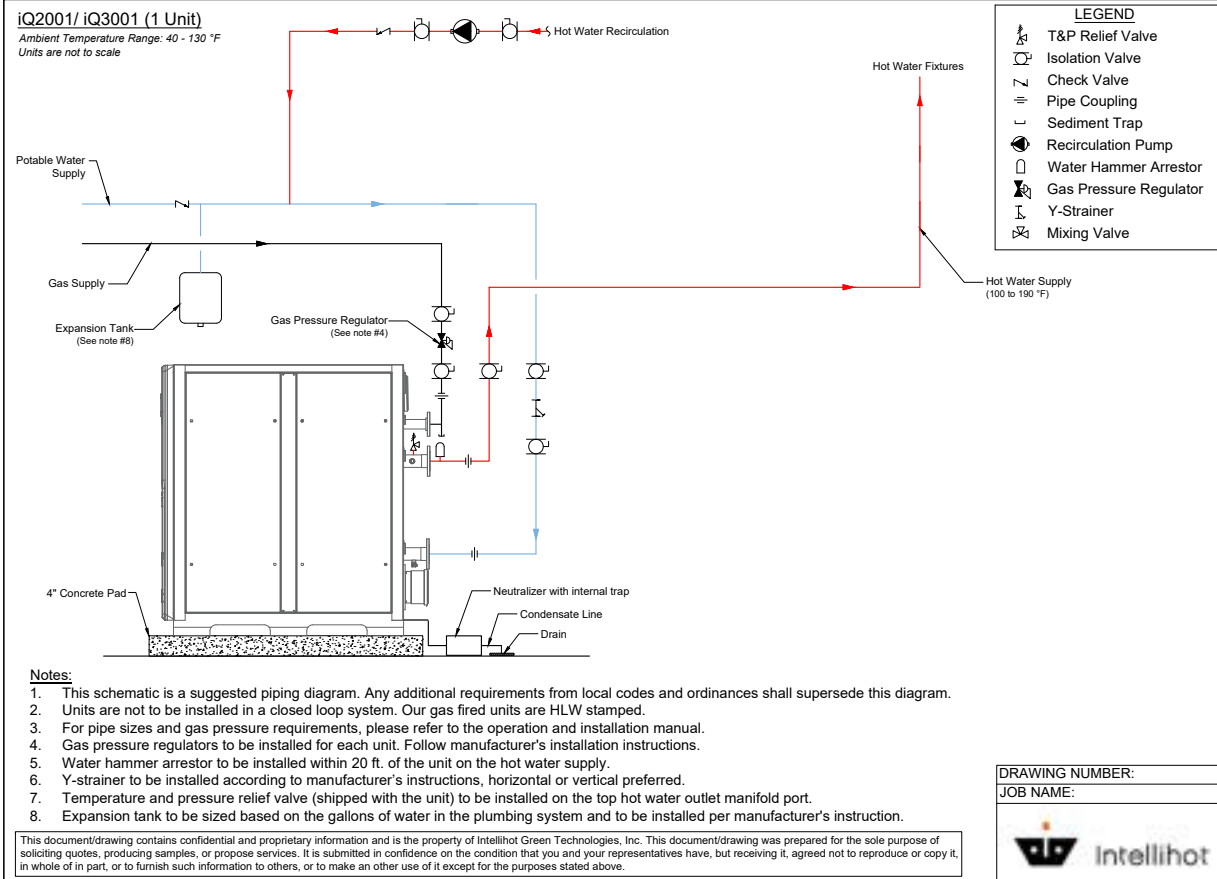 iQ2001/ iQ3001 (1 Unit)
Ambient Temperature Range: 40 - 130 °F
Units are not to scale
Hot Water Recirculation
Hot Water Fixtures
LEGEND
T&P Relief Valve
Isolation Valve
Check Valve
Pipe Coupling
Sediment Trap
Recirculation Pump
Water Hammer Arrestor
Gas Pressure Regulator
Y-Strainer
Mixing Valve
Potable Water
Supply
Gas Supply
Expansion Tank
(See note #8)
Gas Pressure Regulator
(See note #4)
Hot Water Supply
(100 to 190 °F)
4" Concrete Pad
Neutralizer with internal trap
Condensate Line
Drain
Notes:
1. This schematic is a suggested piping diagram. Any additional requirements from local codes and ordinances shall supersede this diagram.
2. Units are not to be installed in a closed loop system. Our gas fired units are HLW stamped.
3. For pipe sizes and gas pressure requirements, please refer to the operation and installation manual.
4. Gas pressure regulators to be installed for each unit. Follow manufacturer's installation instructions.
5. Water hammer arrestor to be installed within 20 ft. of the unit on the hot water supply.
6. Y-strainer to be installed according to manufacturer's instructions, horizontal or vertical preferred.
7. Temperature and pressure relief valve (shipped with the unit) to be installed on the top hot water outlet manifold port.
8. Expansion tank to be sized based on the gallons of water in the plumbing system and to be installed per manufacturer's instruction.
This document/drawing contains confidential and proprietary information and is the property of Intellihot Green Technologies, Inc. This document/drawing was prepared for the sole purpose of
soliciting quotes, producing samples, or propose services. It is submitted in confidence on the condition that you and your representatives have, but receiving it, agreed not to reproduce or copy it,
in whole of in part, or to furnish such information to others, or to make an other use of it except for the purposes stated above.
DRAWING NUMBER:
JOB NAME:
Intellihot